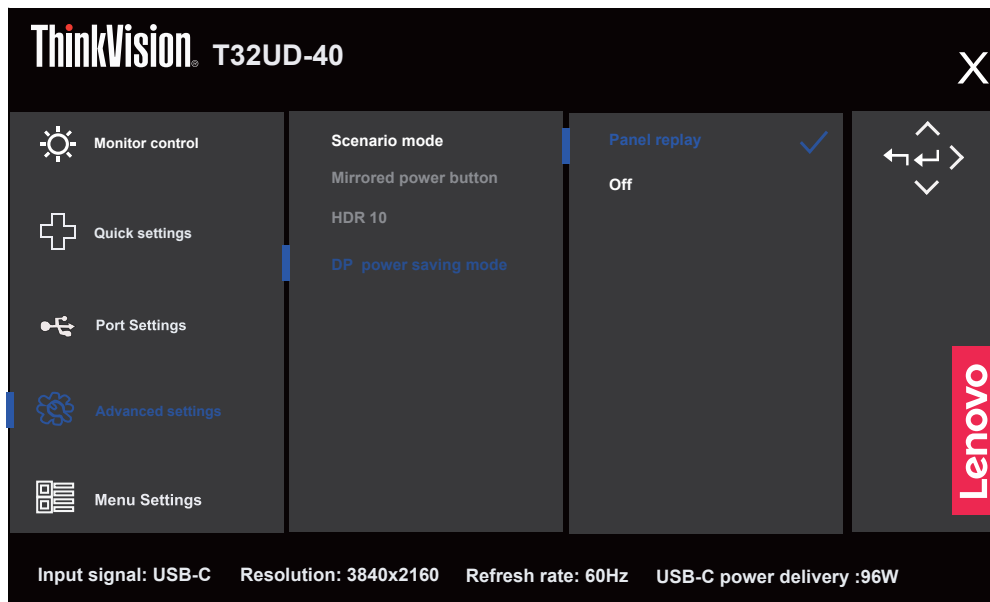 ThinkVision® T32UD-40
X
Monitor control
Quick settings
Port Settings
Advanced settings
Menu Settings
Scenario mode
Mirrored power button
HDR 10
DP power saving mode
Panel replay
Off
Lenovo
Input signal: USB-C Resolution: 3840x2160 Refresh rate: 60Hz USB-C power delivery :96W